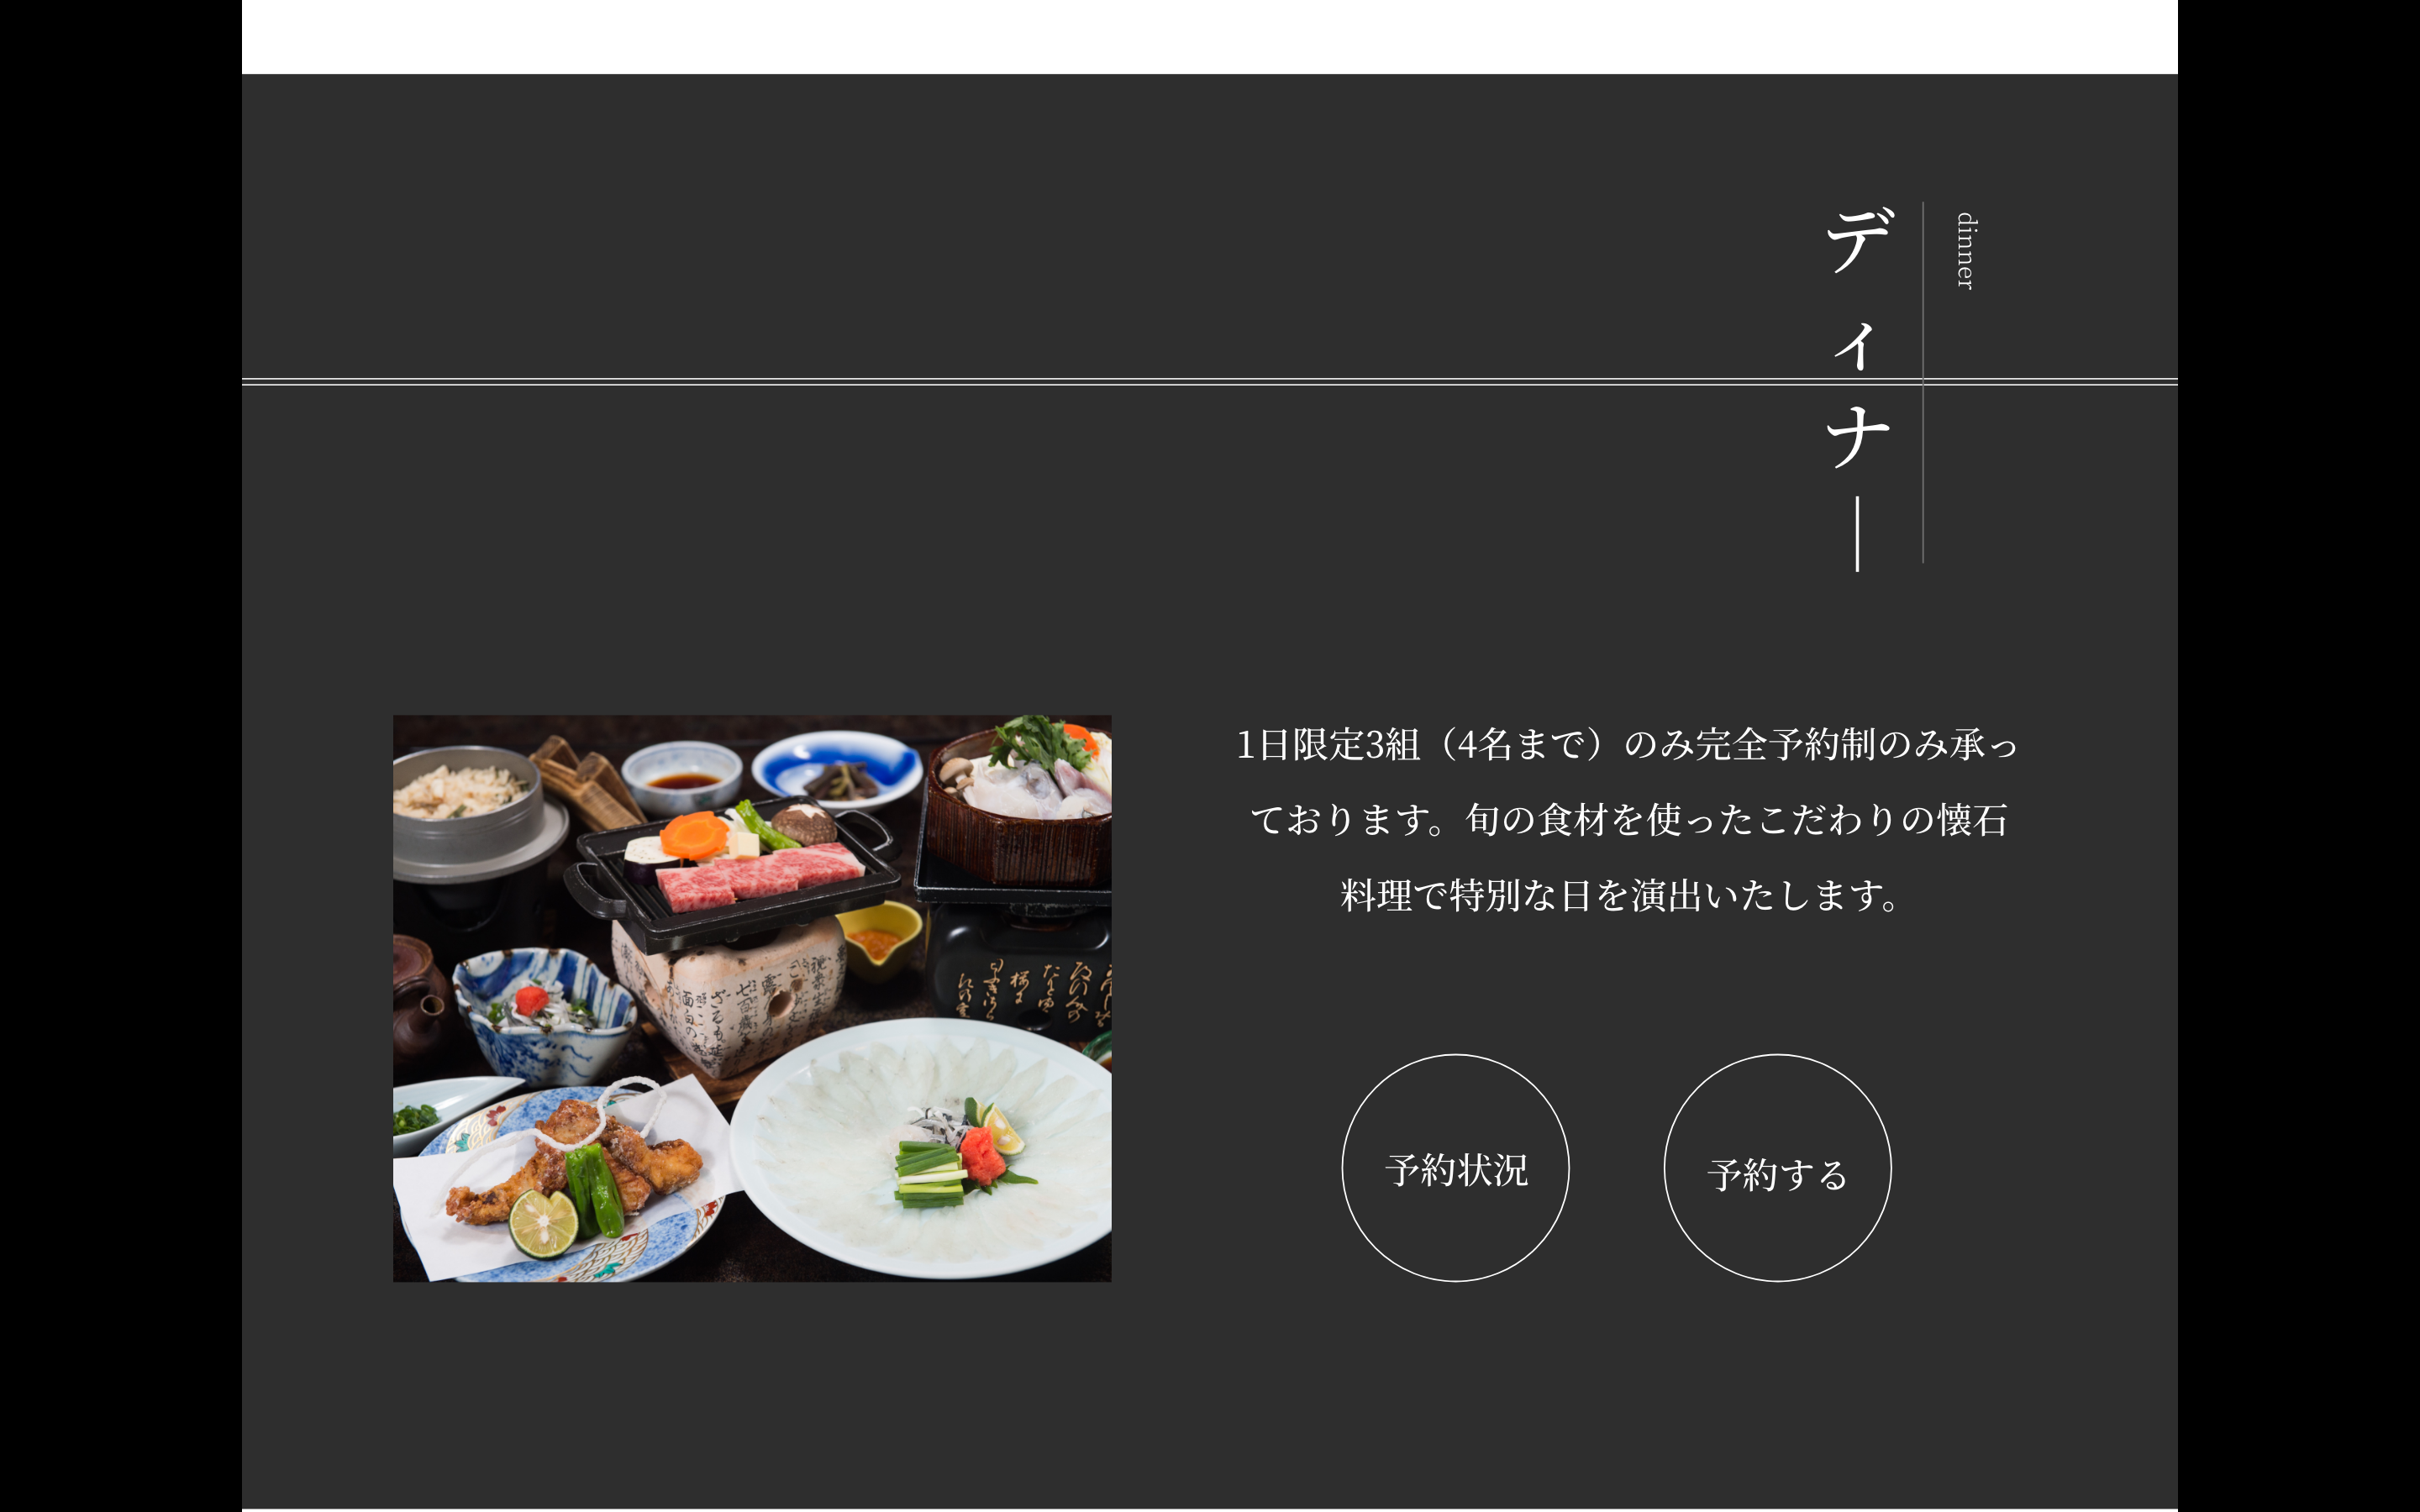 dinner
ディナー
1日限定3組（4名まで）のみ完全予約制のみ承っ
ております。旬の食材を使ったこだわりの懐石
料理で特別な日を演出いたします。
予約状況
予約する